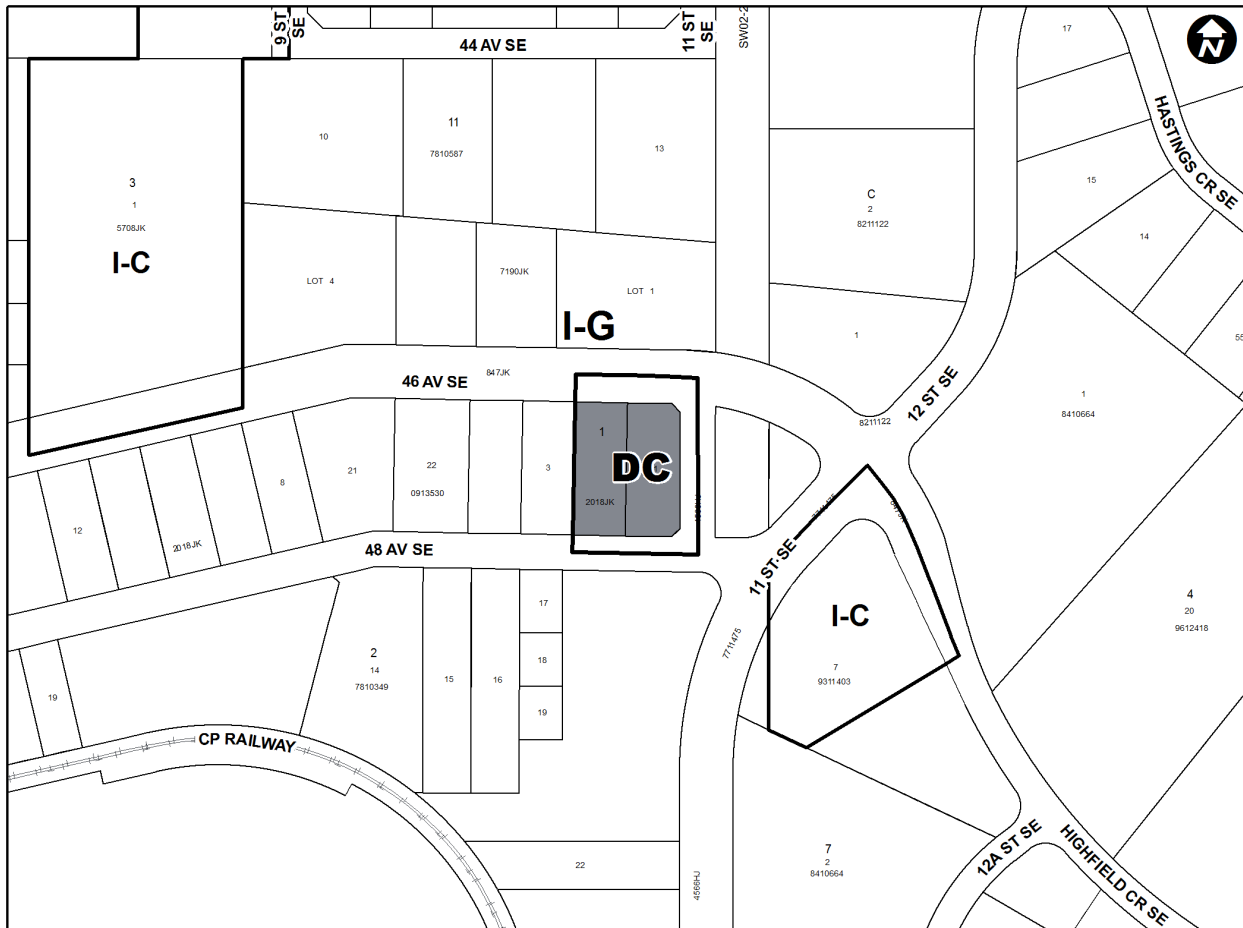 9 ST
SE
44 AV SE
11 ST
SE
SW02-2
N
17
HASTINGS CR SE
10
11
7810587
13
3
1
5708JK
I-C
C
2
8211122
15
14
LOT 4
7190JK
LOT 1
I-G
1
55
46 AV SE
847JK
12 ST SE
8211122
1
8410664
1
DC
2018JK
3
22
0913530
21
8
12
2018JK
48 AV SE
11 ST SE
7711475
I-C
7
9311403
4
20
9612418
17
18
19
2
14
7810349
15
16
19
7711475
CP RAILWAY
22
4566HJ
7
2
8410664
12A ST SE
HIGHFIELD CR SE